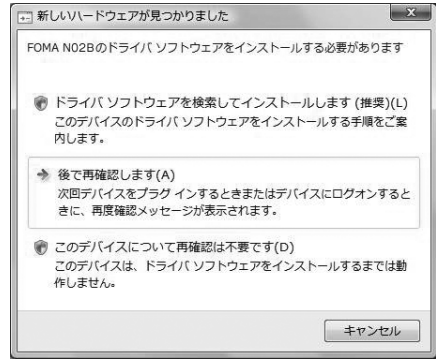 新しいハードウェアが見つかりました
FOMA N02Bのドライバ ソフトウェアをインストールする必要があります
ドライバ ソフトウェアを検索してインストールします (推奨)(L)
このデバイスのドライバ ソフトウェアをインストールする手順をご案
内します。
後で再確認します(A)
次回デバイスをプラグ インするときまたはデバイスにログオンすると
きに、再度確認メッセージが表示されます。
このデバイスについて再確認は不要です(D)
このデバイスは、ドライバ ソフトウェアをインストールするまでは動
作しません。
キャンセル